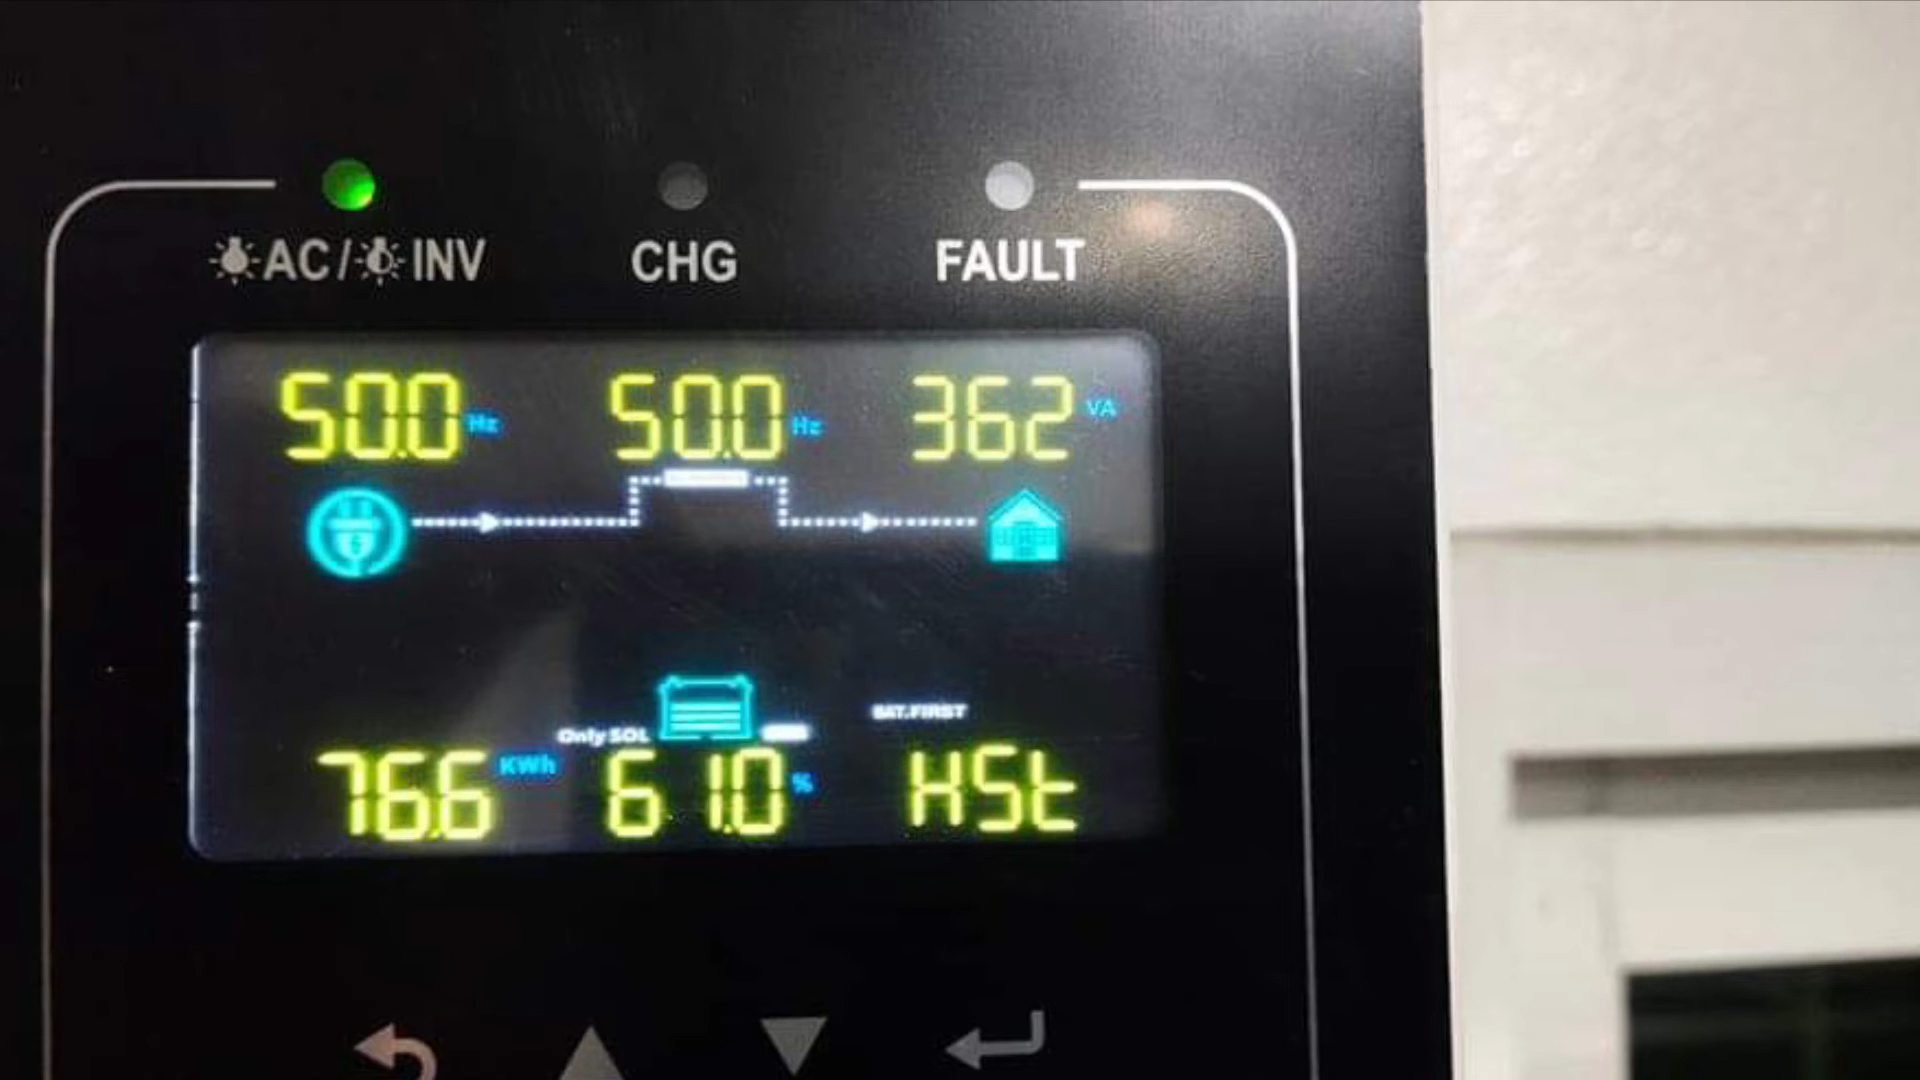 AC / INV CHG FAULT
50.0 Hz 50.0 Hz 362 VA
BAT.FIRST
Only SOL
76.6 KWh 61.0 % HSt